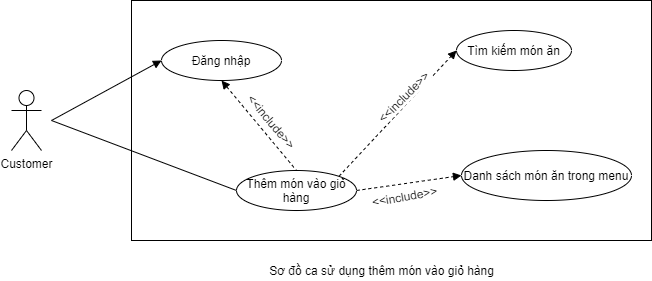 Đăng nhập
Tìm kiếm món ăn
<<include>>
<<include>>
Customer
Thêm món vào giỏ
hàng
<<include>>
Danh sách món ăn trong menu
Sơ đồ ca sử dụng thêm món vào giỏ hàng